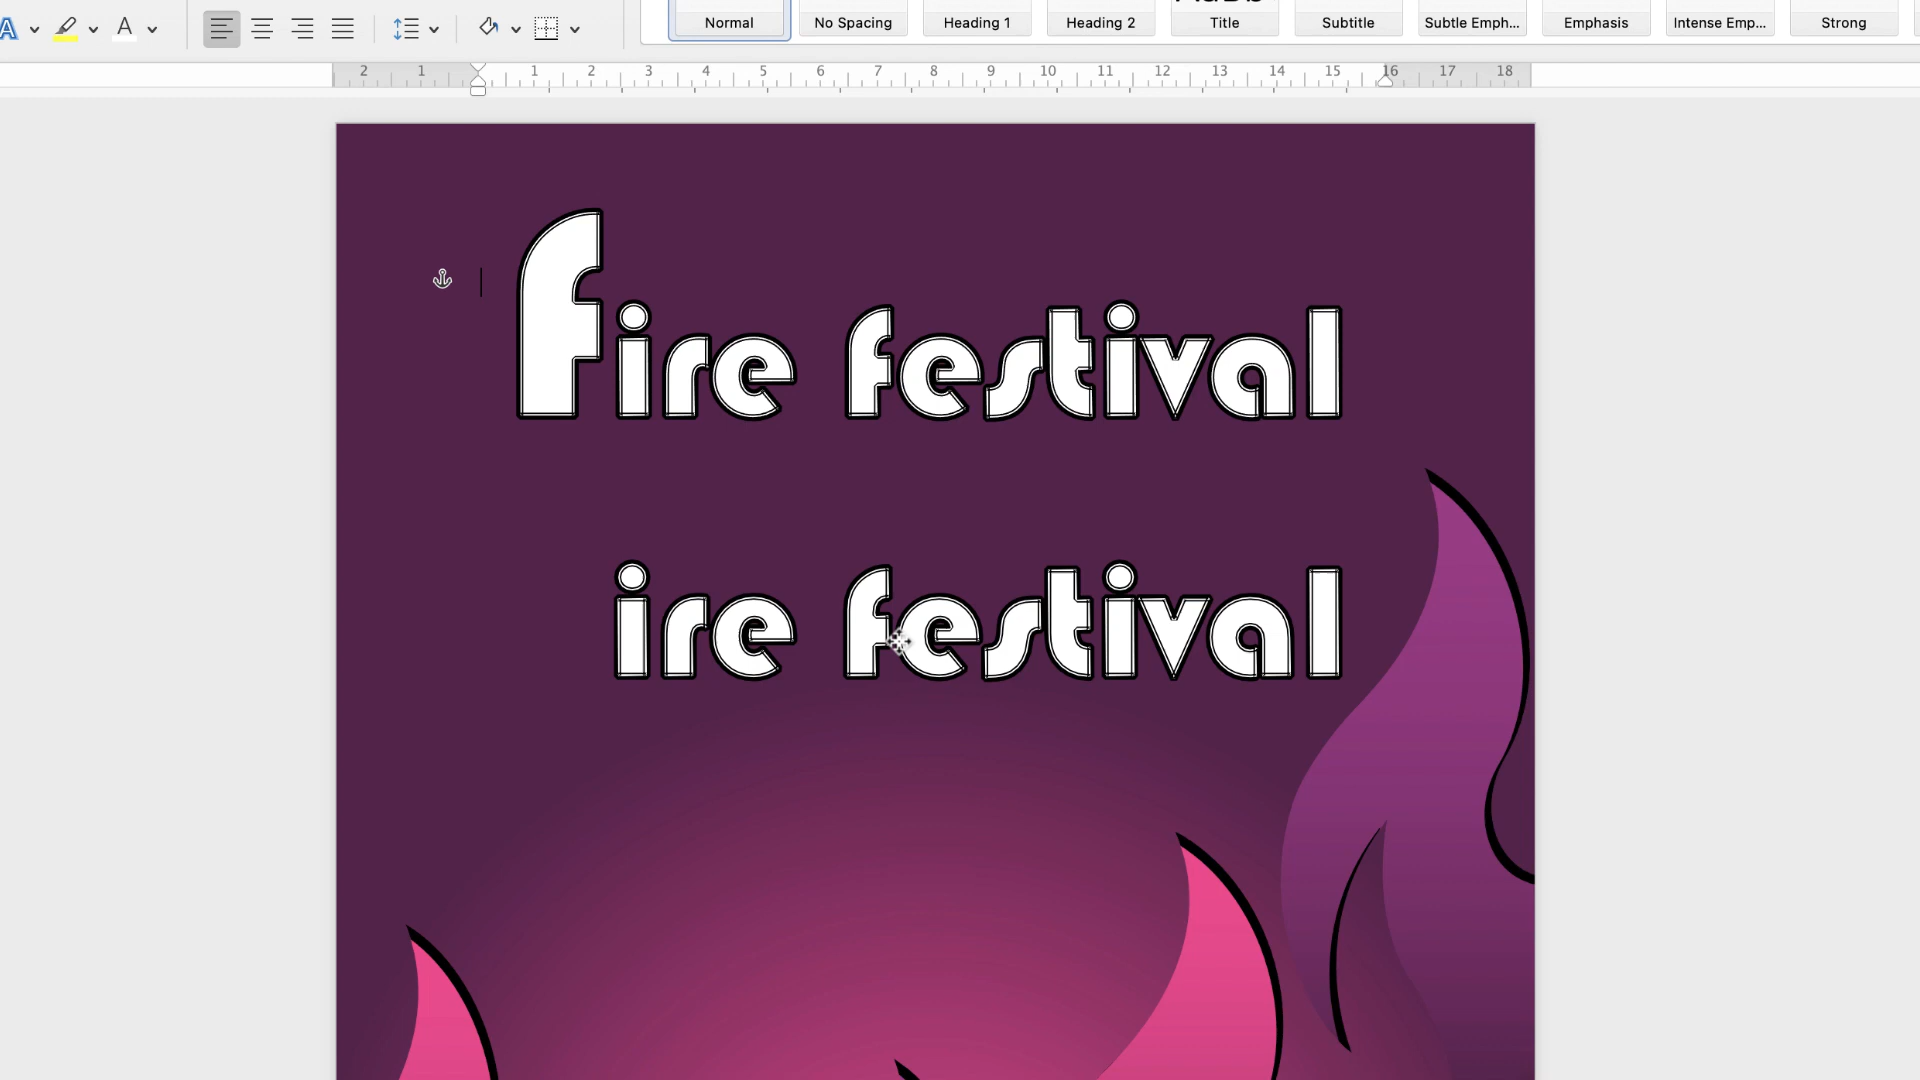 A A Normal No Spacing Heading 1 Heading 2 Title Subtitle Subtle Emph... Emphasis Intense Emp... Strong
2 1 1 2 3 4 5 6 7 8 9 10 11 12 13 14 15 16 17 18
Fire festival
ire festival